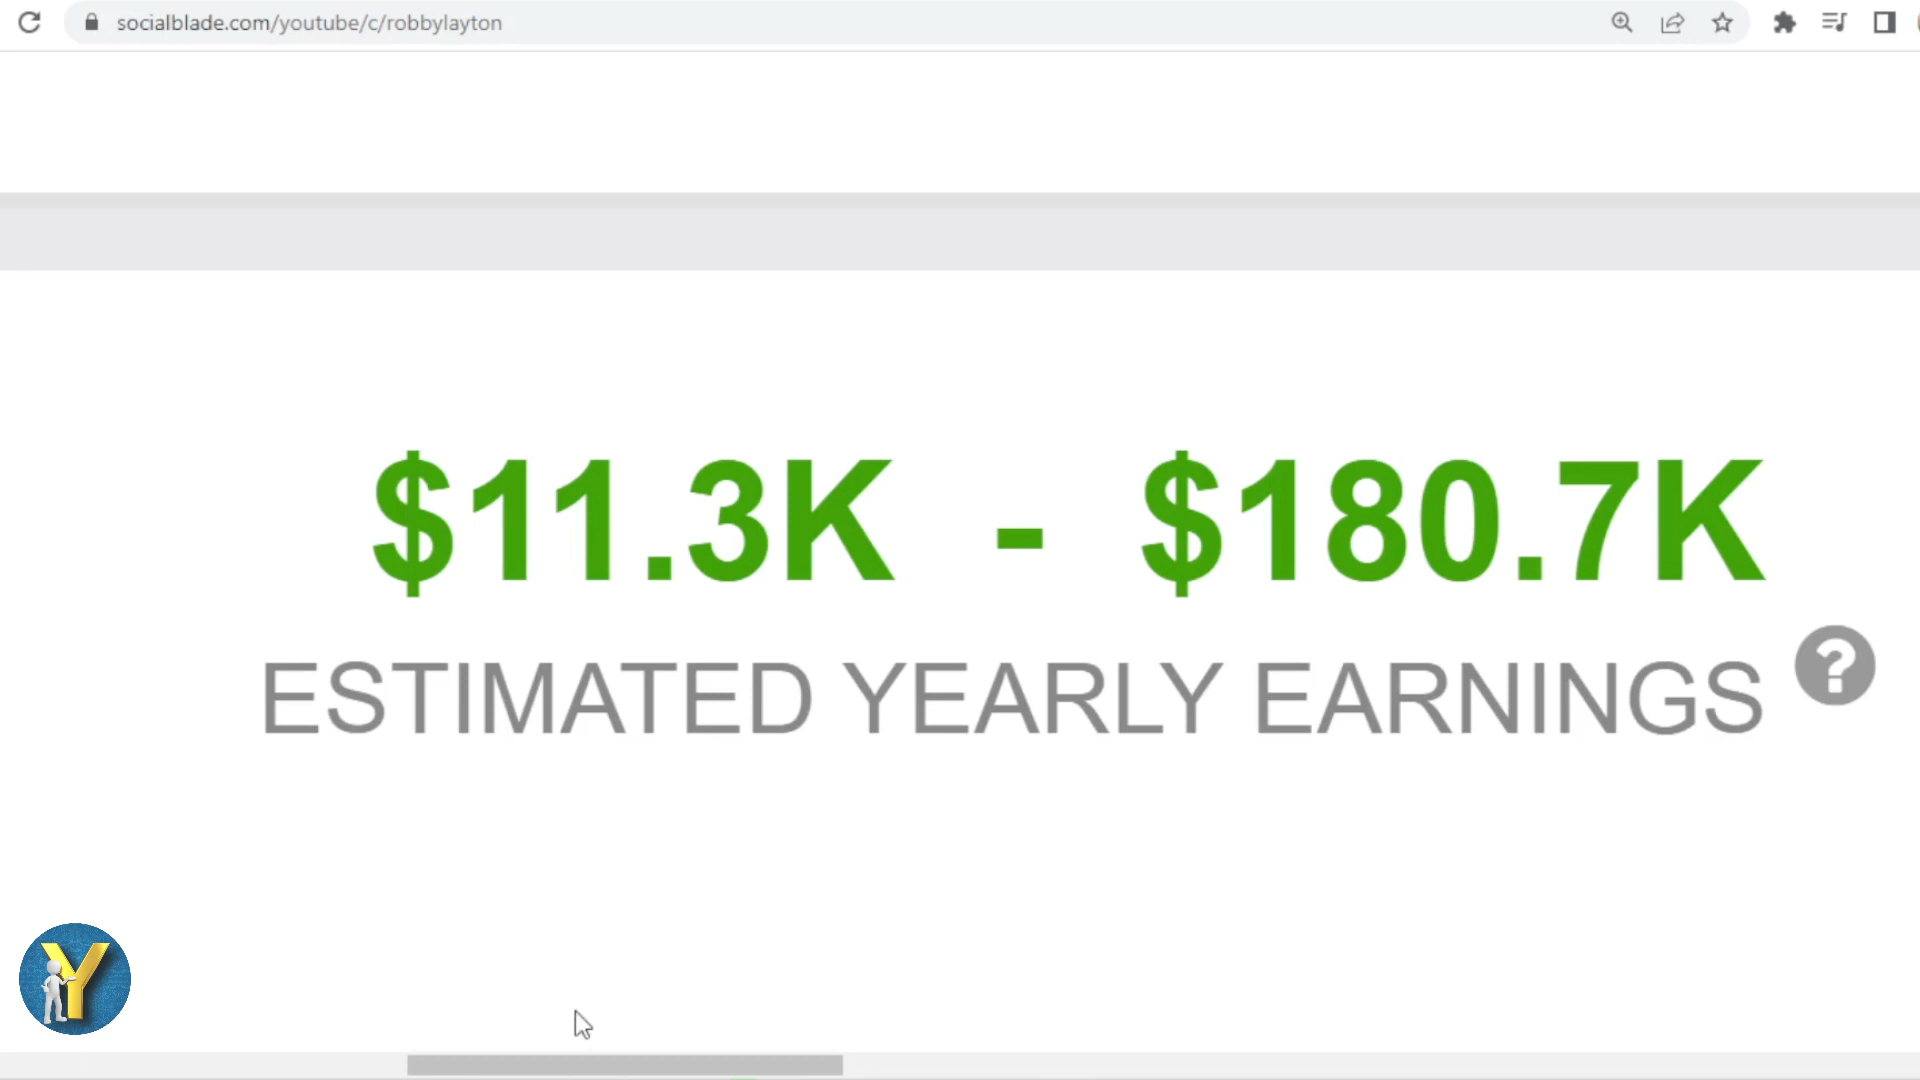 socialblade.com/youtube/c/robbylayton
$11.3K - $180.7K
ESTIMATED YEARLY EARNINGS ?
Y